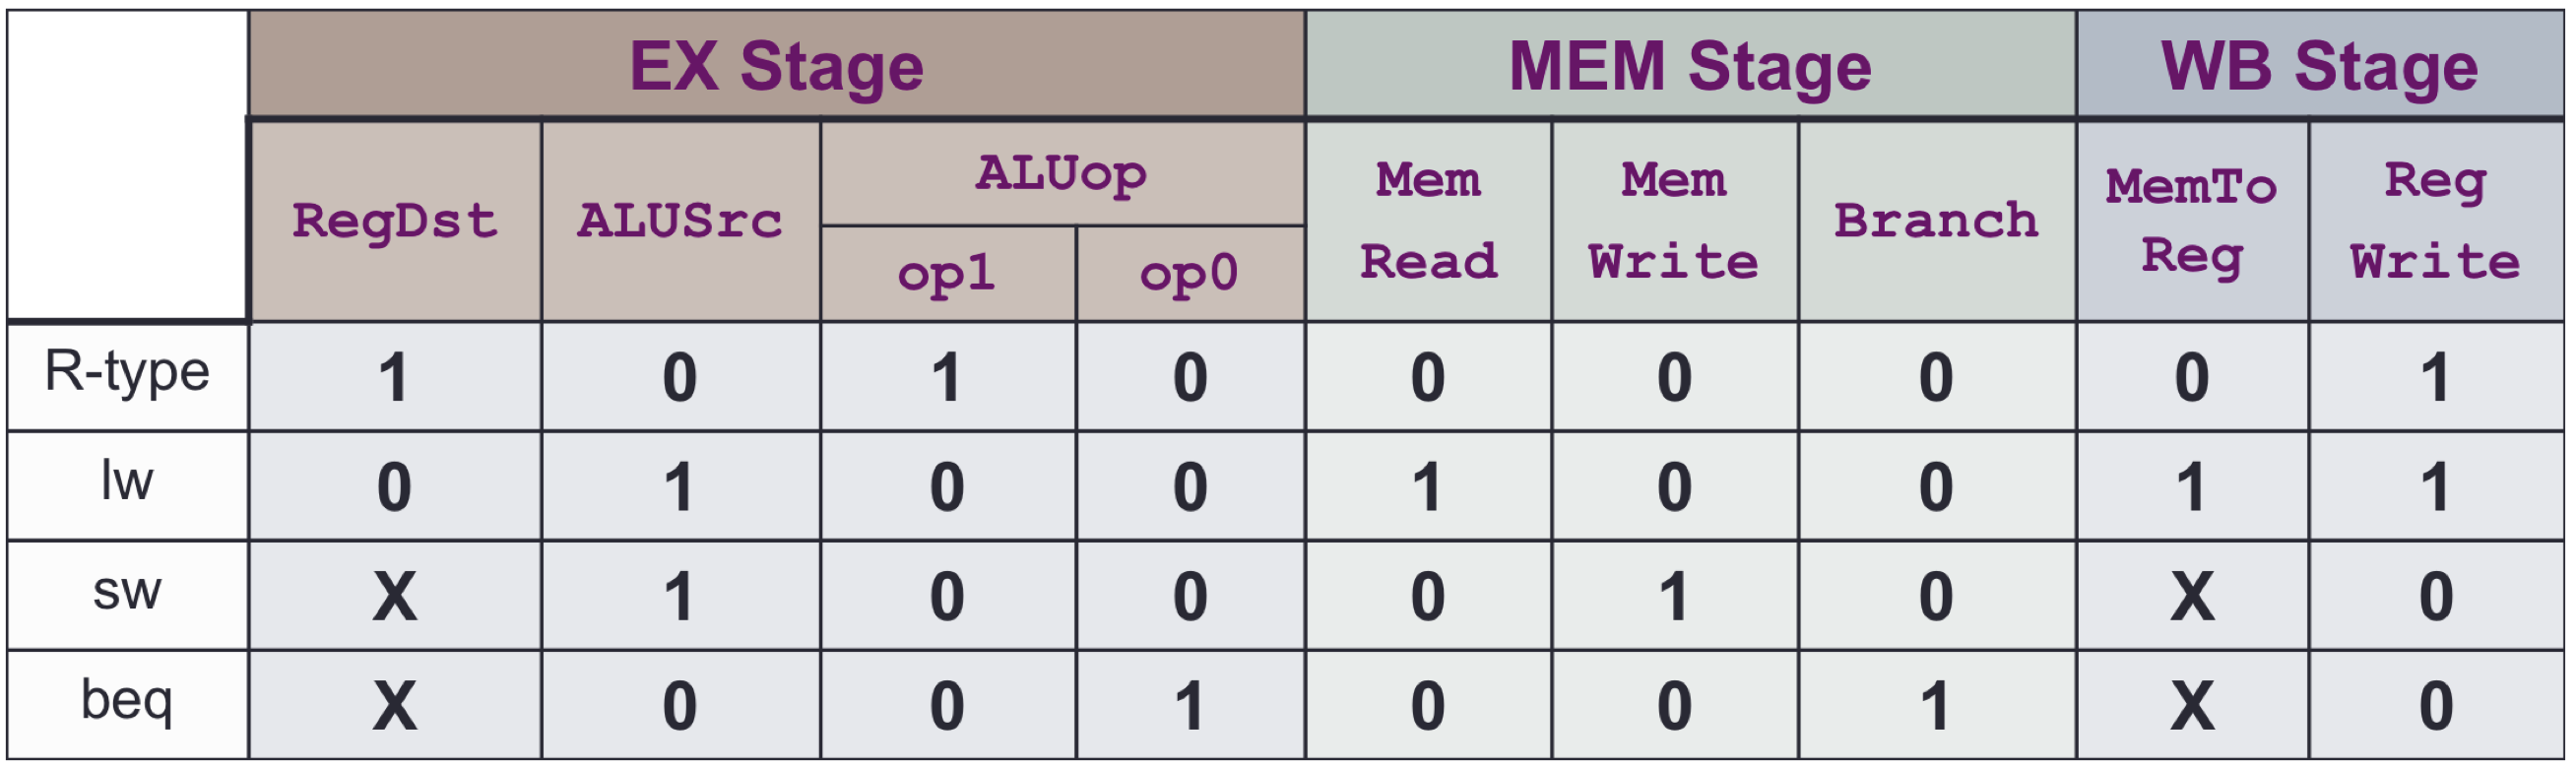 EX Stage MEM Stage WB Stage
RegDst ALUSrc ALUop Mem Read Mem Write Branch MemTo Reg Reg Write
op1 op0
R-type 1 0 1 0 0 0 0 0 1
lw 0 1 0 0 1 0 0 1 1
sw X 1 0 0 0 1 0 X 0
beq X 0 0 1 0 0 1 X 0